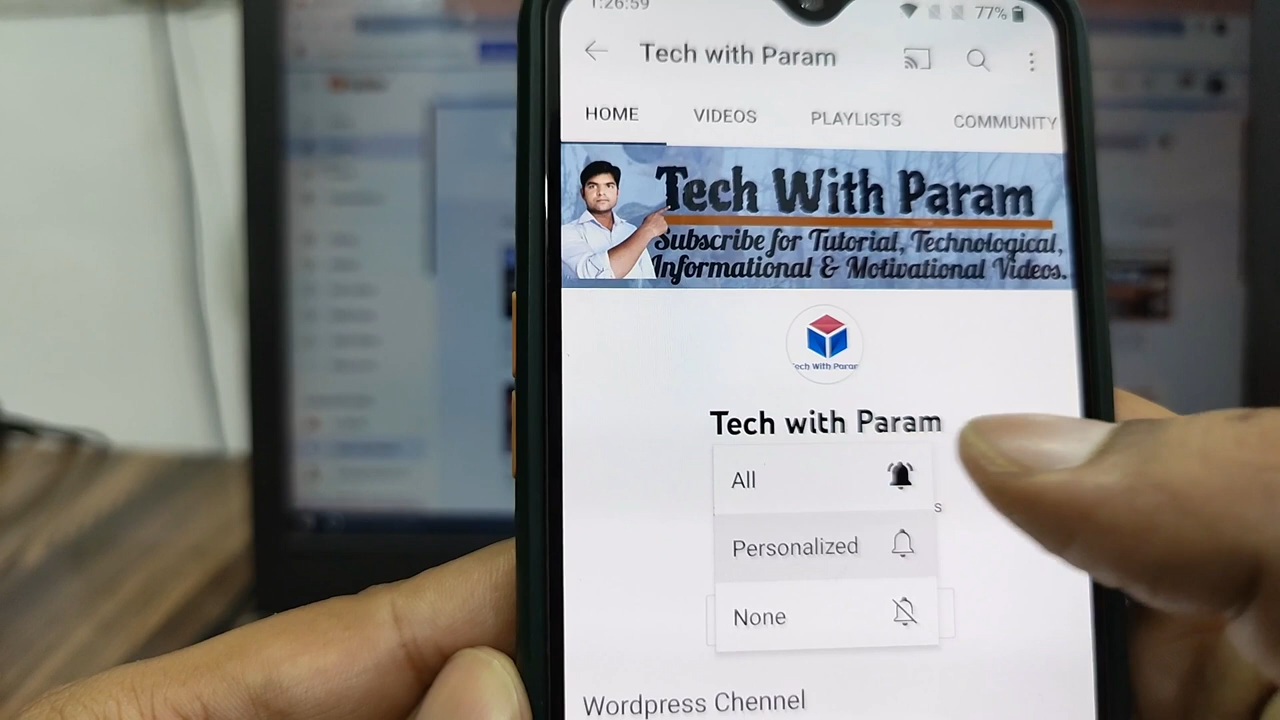 1:26:59
77%
Tech with Param
HOME
VIDEOS
PLAYLISTS
COMMUNITY
Tech With Param
Subscribe for Tutorial, Technological,
Informational & Motivational Videos.
ech With Param
Tech with Param
All
s
Personalized
None
Wordpress Chennel